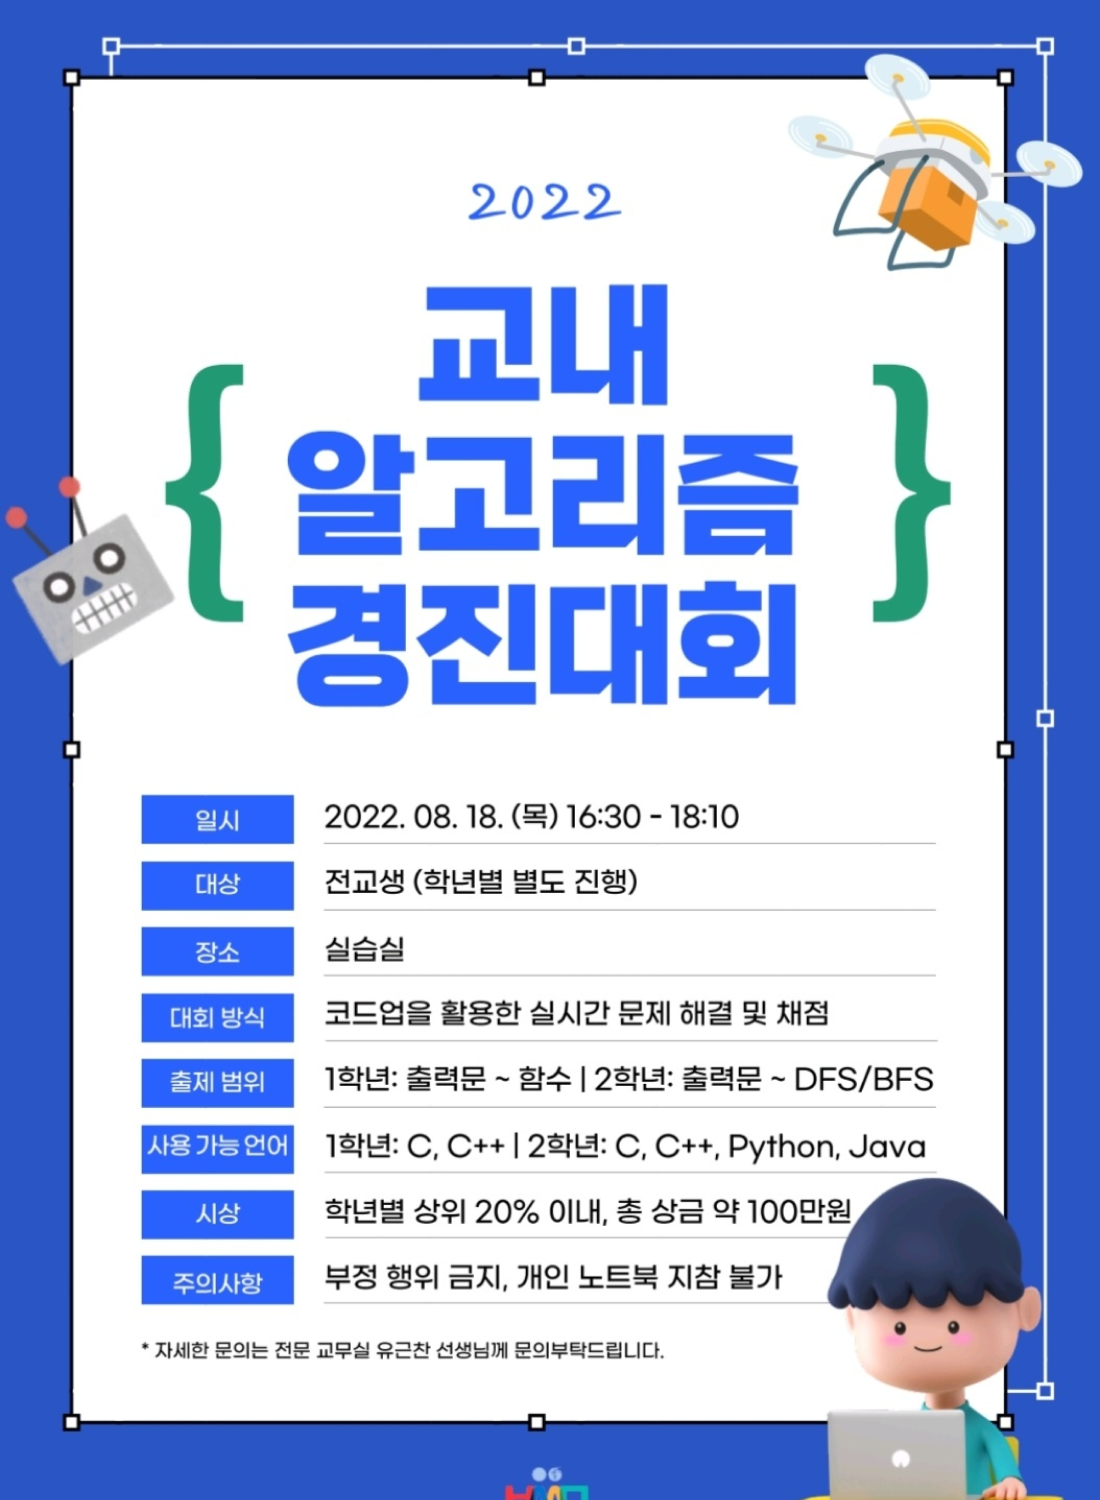 2022
교내
알고리즘
경진대회
일시 2022. 08. 18. (목) 16:30 - 18:10
대상 전교생 (학년별 별도 진행)
장소 실습실
대회 방식 코드업을 활용한 실시간 문제 해결 및 채점
출제 범위 1학년: 출력문 ~ 함수 | 2학년: 출력문 ~ DFS/BFS
사용 가능 언어 1학년: C, C++ | 2학년: C, C++, Python, Java
시상 학년별 상위 20% 이내, 총 상금 약 100만원
주의사항 부정 행위 금지, 개인 노트북 지참 불가
* 자세한 문의는 전문 교무실 유근찬 선생님께 문의부탁드립니다.